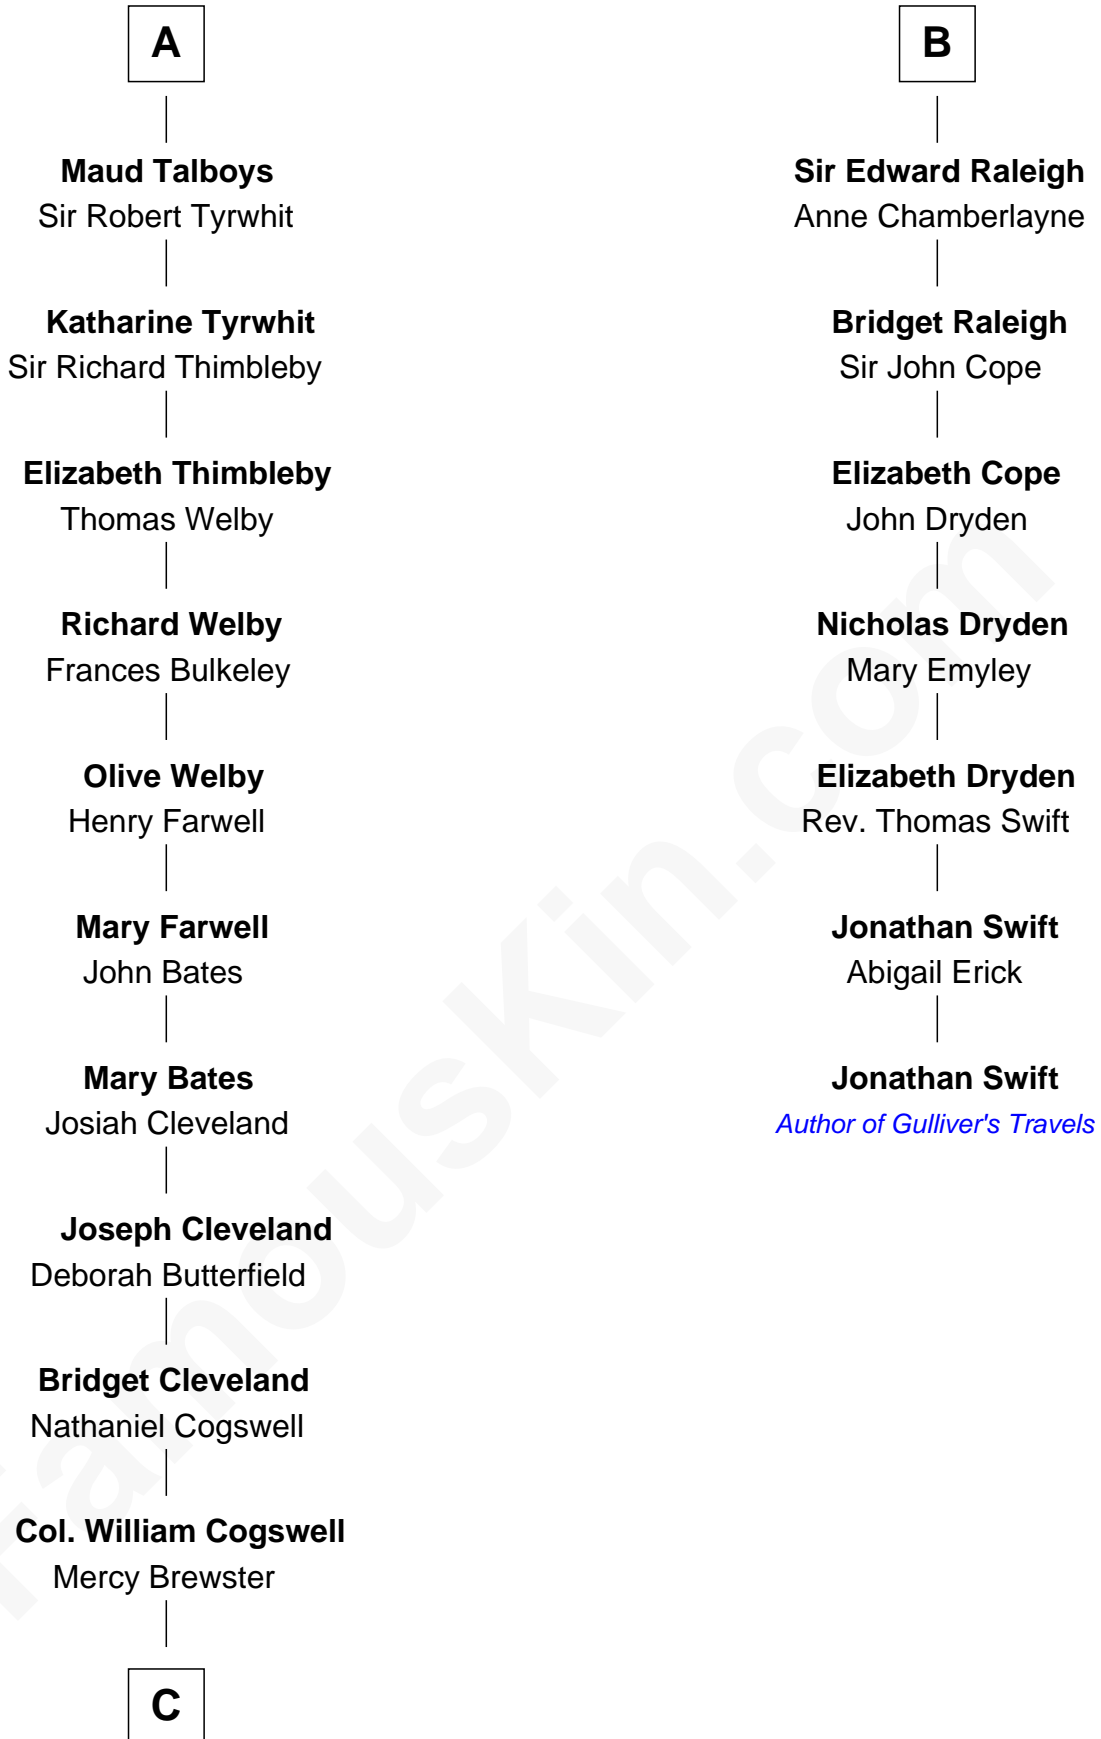 A
Maud Talboys
Sir Robert Tyrwhit
Katharine Tyrwhit
Sir Richard Thimbleby
Elizabeth Thimbleby
Thomas Welby
Richard Welby
Frances Bulkeley
Olive Welby
Henry Farwell
Mary Farwell
John Bates
Mary Bates
Josiah Cleveland
Joseph Cleveland
Deborah Butterfield
Bridget Cleveland
Nathaniel Cogswell
Col. William Cogswell
Mercy Brewster
C
B
Sir Edward Raleigh
Anne Chamberlayne
Bridget Raleigh
Sir John Cope
Elizabeth Cope
John Dryden
Nicholas Dryden
Mary Emyley
Elizabeth Dryden
Rev. Thomas Swift
Jonathan Swift
Abigail Erick
Jonathan Swift
Author of Gulliver's Travels
FamousKin.com